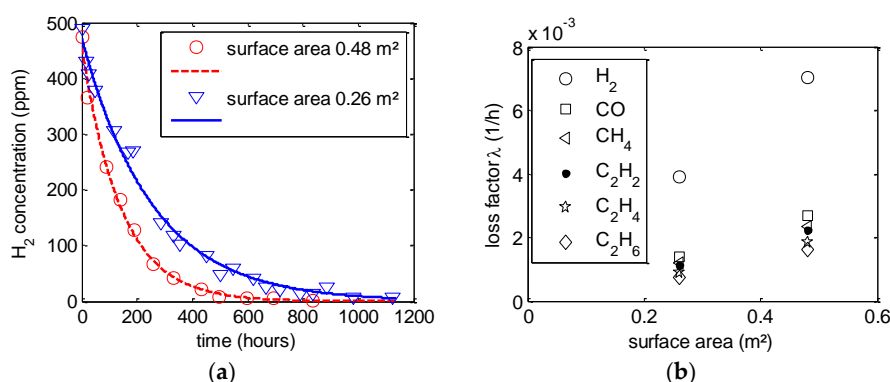 500
400
300
200
100
0
0 200 400 600 800 1000 1200
H₂ concentration (ppm)
time (hours)
surface area 0.48 m²
surface area 0.26 m²
(a)
8 x 10⁻³
6
4
2
0
0 0.2 0.4 0.6
loss factor λ (1/h)
surface area (m²)
H₂
CO
CH₄
C₂H₂
C₂H₄
C₂H₆
(b)